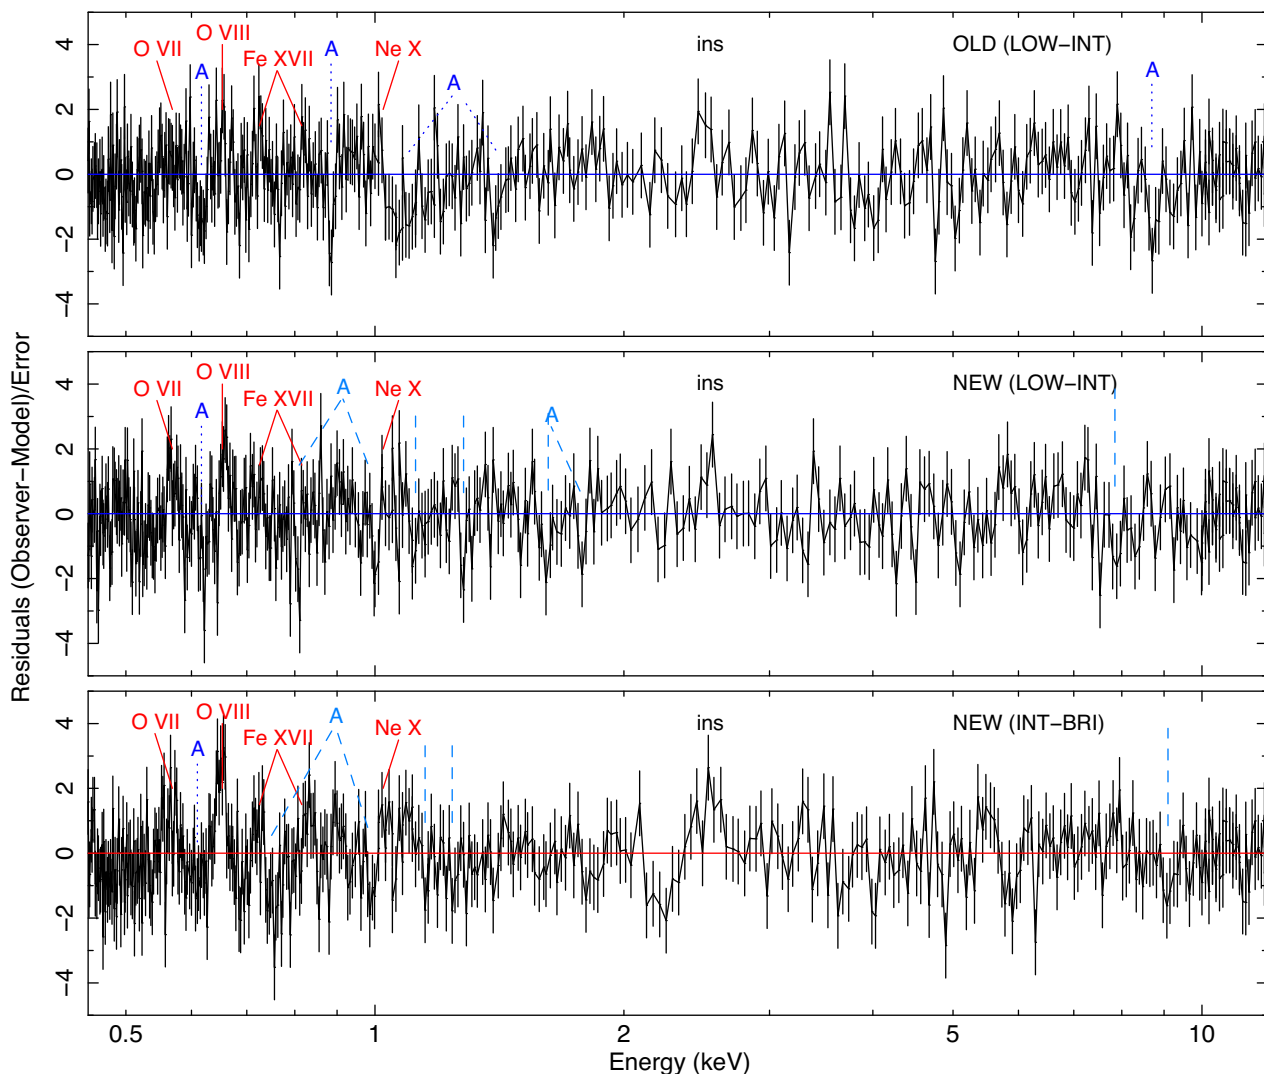 Residuals (Observer−Model)/Error
ins OLD (LOW−INT)
O VII O VIII Fe XVII Ne X
A A A A
4
2
0
−2
−4
ins NEW (LOW−INT)
O VII O VIII Fe XVII Ne X
A A A
4
2
0
−2
−4
ins NEW (INT−BRI)
O VII O VIII Fe XVII Ne X
A A
4
2
0
−2
−4
0.5 1 2 5 10
Energy (keV)